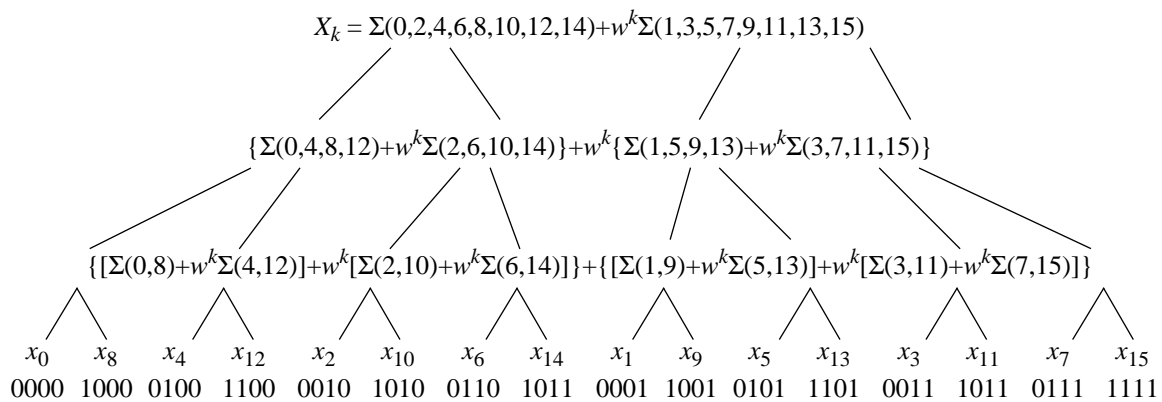 X_k = Σ(0,2,4,6,8,10,12,14)+w^kΣ(1,3,5,7,9,11,13,15)
{Σ(0,4,8,12)+w^kΣ(2,6,10,14)}+w^k{Σ(1,5,9,13)+w^kΣ(3,7,11,15)}
{[Σ(0,8)+w^kΣ(4,12)]+w^k[Σ(2,10)+w^kΣ(6,14)]}+{[Σ(1,9)+w^kΣ(5,13)]+w^k[Σ(3,11)+w^kΣ(7,15)]}
x_0 x_8 x_4 x_12 x_2 x_10 x_6 x_14 x_1 x_9 x_5 x_13 x_3 x_11 x_7 x_15
0000 1000 0100 1100 0010 1010 0110 1011 0001 1001 0101 1101 0011 1011 0111 1111